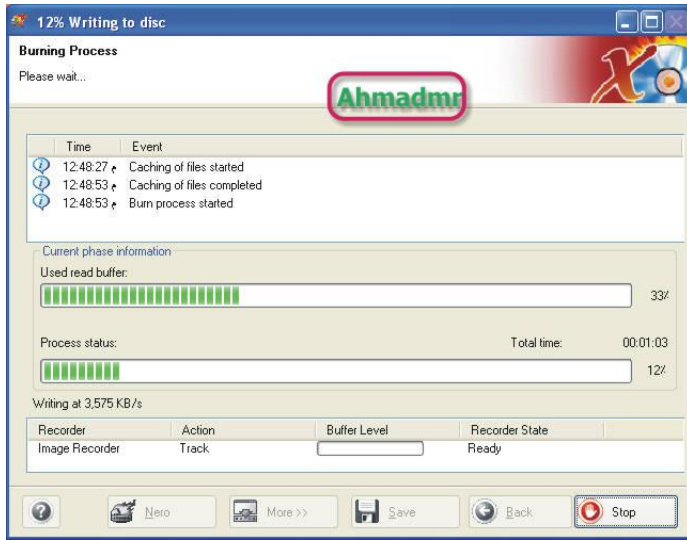 12% Writing to disc
Burning Process
Please wait...
Ahmadmr
Time Event
12:48:27 م Caching of files started
12:48:53 م Caching of files completed
12:48:53 م Burn process started
Current phase information
Used read buffer:
33%
Process status: Total time: 00:01:03
12%
Writing at 3,575 KB/s
Recorder Action Buffer Level Recorder State
Image Recorder Track Ready
Nero More >> Save Back Stop